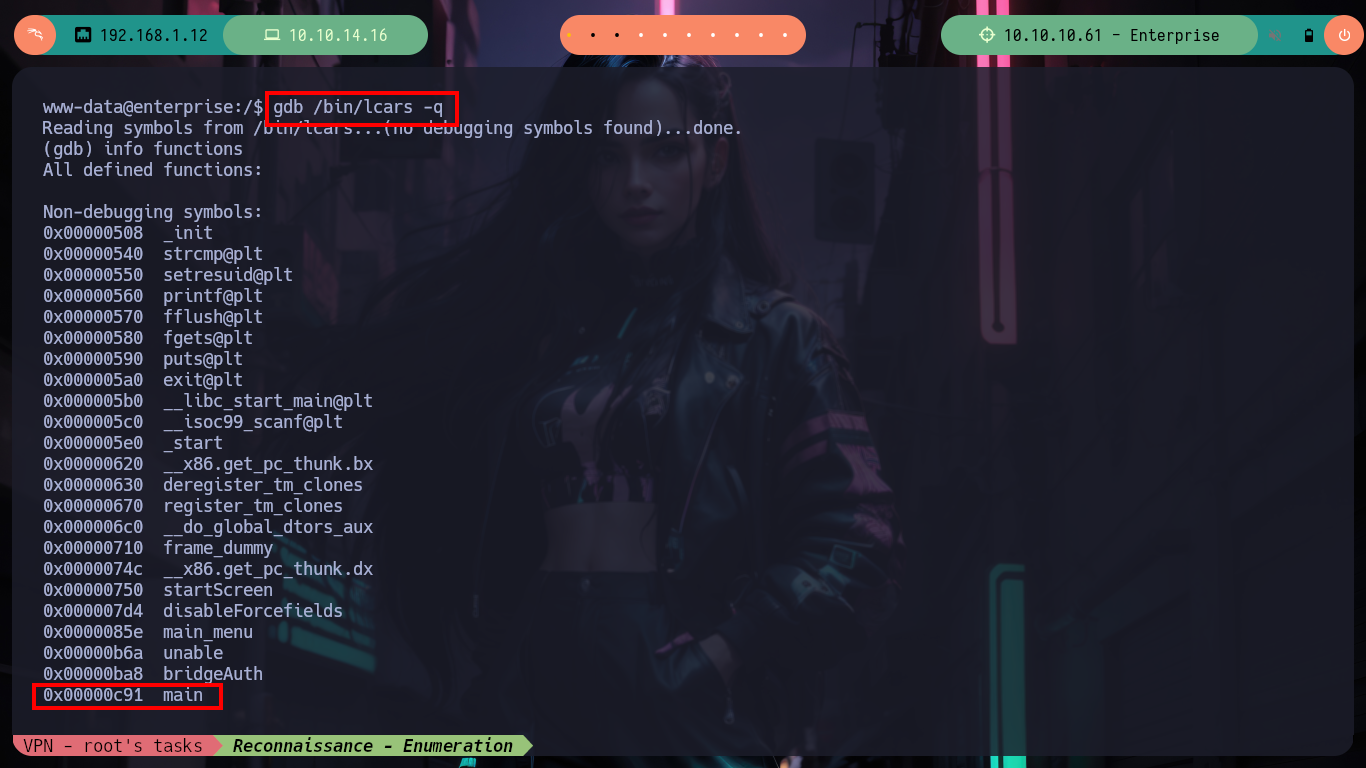 192.168.1.12 10.10.14.16 10.10.10.61 - Enterprise
www-data@enterprise:/$ gdb /bin/lcars -q
Reading symbols from /bin/lcars...(no debugging symbols found)...done.
(gdb) info functions
All defined functions:
Non-debugging symbols:
0x00000508  _init
0x00000540  strcmp@plt
0x00000550  setresuid@plt
0x00000560  printf@plt
0x00000570  fflush@plt
0x00000580  fgets@plt
0x00000590  puts@plt
0x000005a0  exit@plt
0x000005b0  __libc_start_main@plt
0x000005c0  __isoc99_scanf@plt
0x000005e0  _start
0x00000620  __x86.get_pc_thunk.bx
0x00000630  deregister_tm_clones
0x00000670  register_tm_clones
0x000006c0  __do_global_dtors_aux
0x00000710  frame_dummy
0x0000074c  __x86.get_pc_thunk.dx
0x00000750  startScreen
0x000007d4  disableForcefields
0x0000085e  main_menu
0x00000b6a  unable
0x00000ba8  bridgeAuth
0x00000c91  main
VPN - root's tasks Reconnaissance - Enumeration